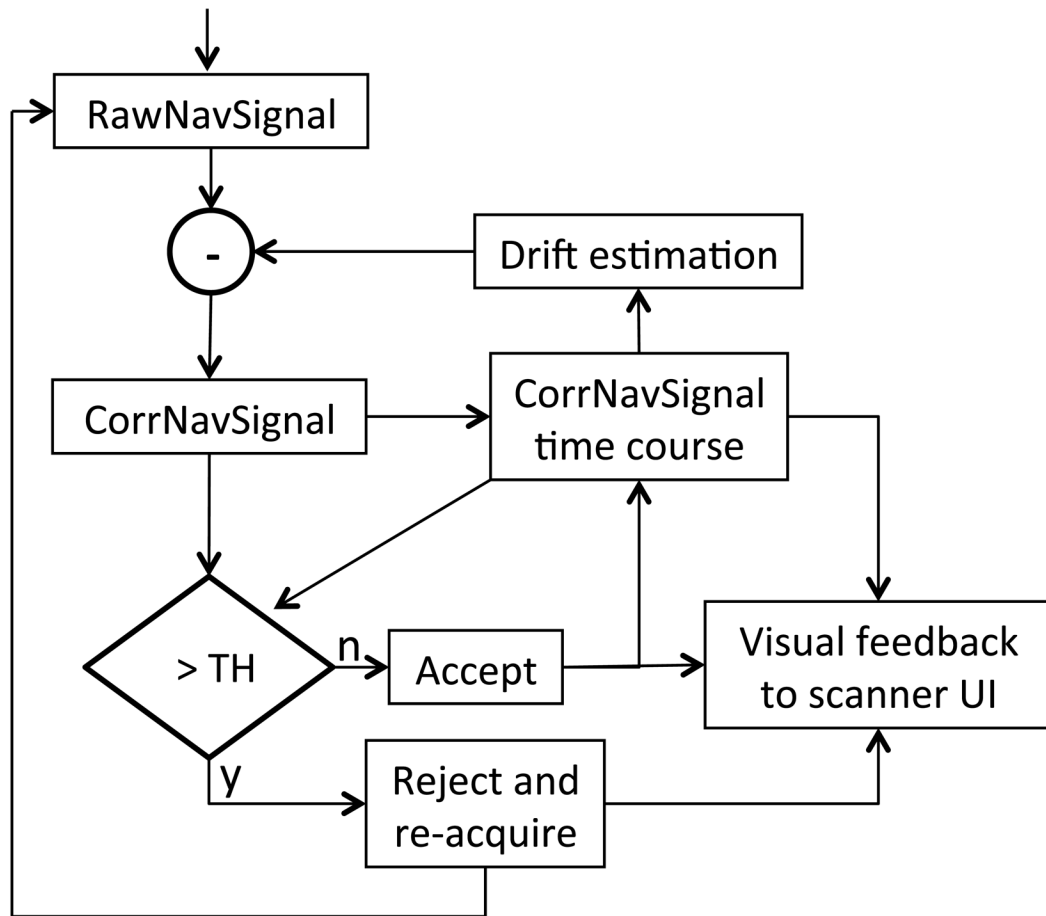 RawNavSignal
-
Drift estimation
CorrNavSignal
CorrNavSignal
time course
> TH
n
Accept
Visual feedback
to scanner UI
y
Reject and
re-acquire